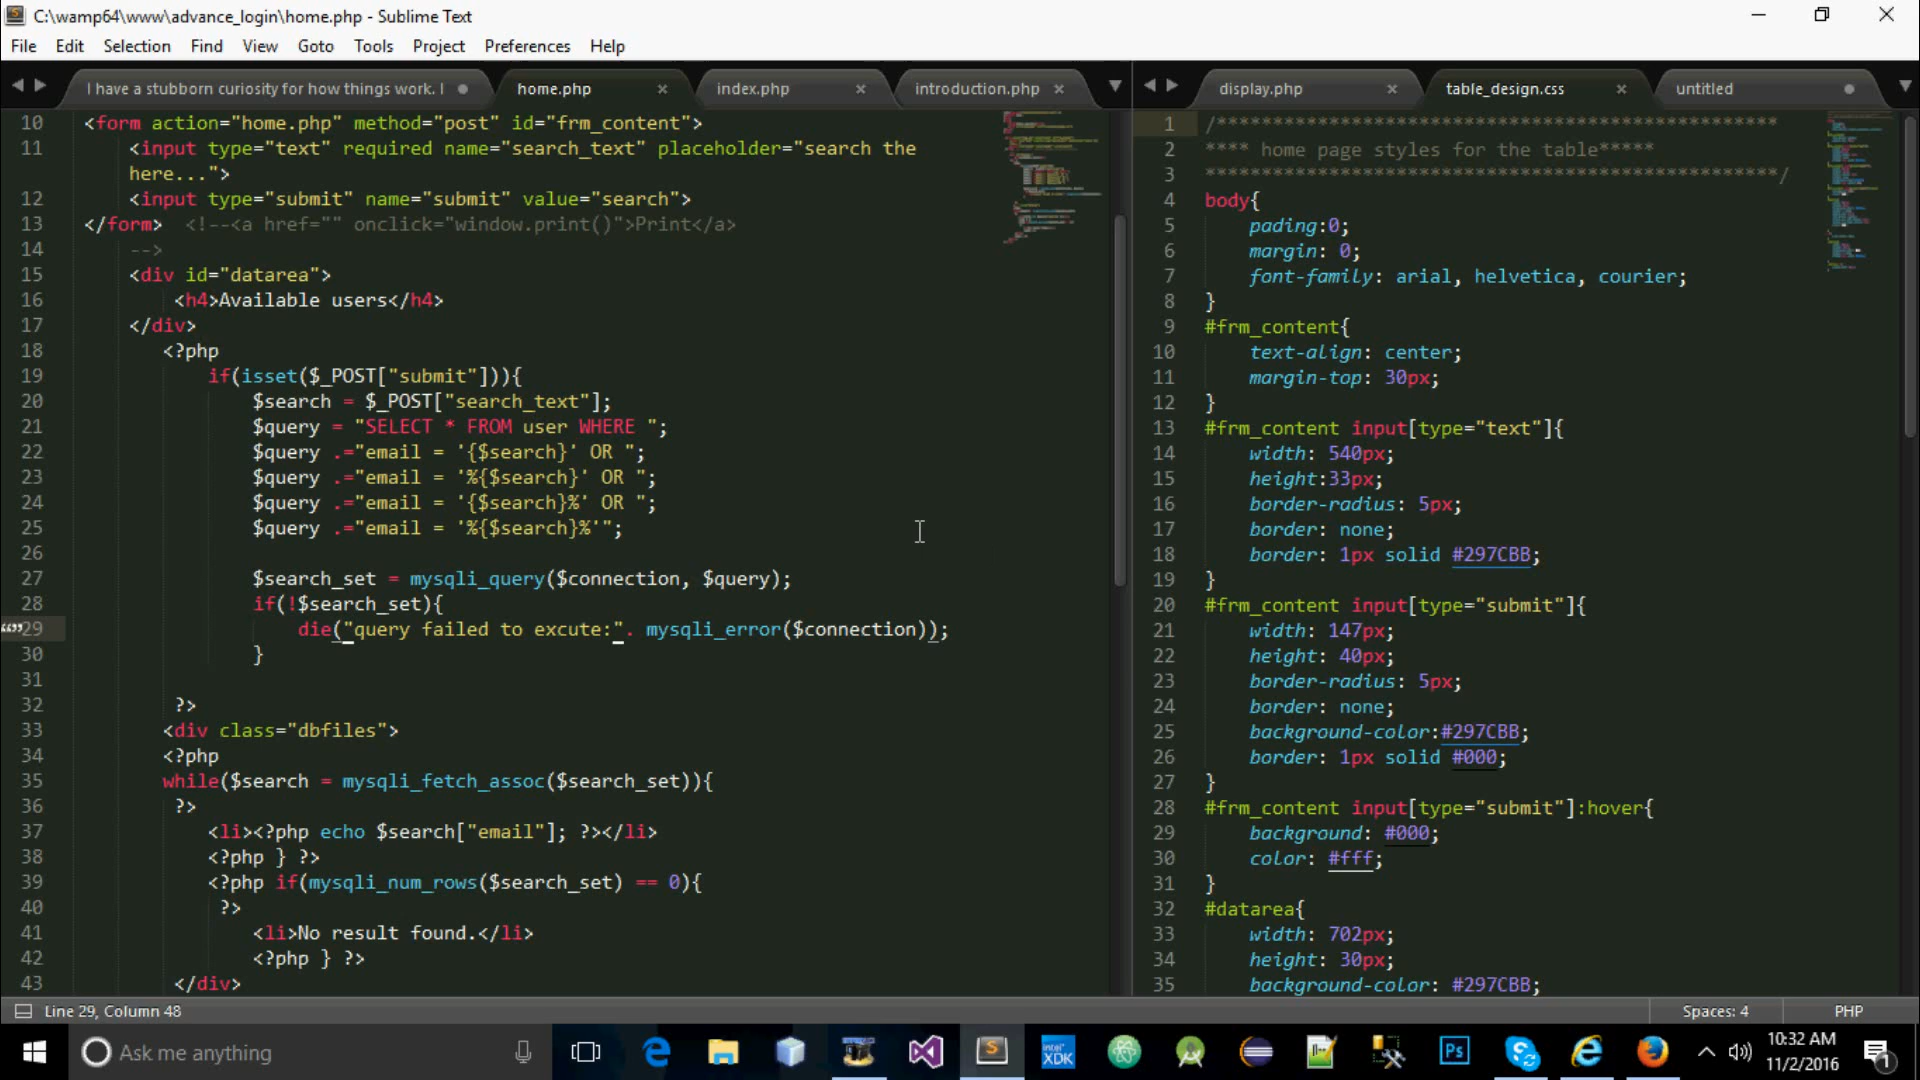 C:\wamp64\www\advance_login\home.php - Sublime Text
File Edit Selection Find View Goto Tools Project Preferences Help
I have a stubborn curiosity for how things work. I
home.php
index.php
introduction.php
10 <form action="home.php" method="post" id="frm_content">
11 <input type="text" required name="search_text" placeholder="search the
here...">
12 <input type="submit" name="submit" value="search">
13 </form> <!--<a href="" onclick="window.print()">Print</a>
14 -->
15 <div id="datarea">
16 <h4>Available users</h4>
17 </div>
18 <?php
19 if(isset($_POST["submit"])){
20 $search = $_POST["search_text"];
21 $query = "SELECT * FROM user WHERE ";
22 $query .="email = '{$search}' OR ";
23 $query .="email = '%{$search}' OR ";
24 $query .="email = '{$search}%' OR ";
25 $query .="email = '%{$search}%'";
26
27 $search_set = mysqli_query($connection, $query);
28 if(!$search_set){
29 die("query failed to excute:". mysqli_error($connection));
30 }
31
32 ?>
33 <div class="dbfiles">
34 <?php
35 while($search = mysqli_fetch_assoc($search_set)){
36 ?>
37 <li><?php echo $search["email"]; ?></li>
38 <?php } ?>
39 <?php if(mysqli_num_rows($search_set) == 0){
40 ?>
41 <li>No result found.</li>
42 <?php } ?>
43 </div>
display.php
table_design.css
untitled
1 /**************************************************
2 **** home page styles for the table*****
3 ***************************************************/
4 body{
5 pading:0;
6 margin: 0;
7 font-family: arial, helvetica, courier;
8 }
9 #frm_content{
10 text-align: center;
11 margin-top: 30px;
12 }
13 #frm_content input[type="text"]{
14 width: 540px;
15 height:33px;
16 border-radius: 5px;
17 border: none;
18 border: 1px solid #297CBB;
19 }
20 #frm_content input[type="submit"]{
21 width: 147px;
22 height: 40px;
23 border-radius: 5px;
24 border: none;
25 background-color:#297CBB;
26 border: 1px solid #000;
27 }
28 #frm_content input[type="submit"]:hover{
29 background: #000;
30 color: #fff;
31 }
32 #datarea{
33 width: 702px;
34 height: 30px;
35 background-color: #297CBB;
Line 29, Column 48
Spaces: 4
PHP
Ask me anything
XDK
Ps
10:32 AM
11/2/2016
1